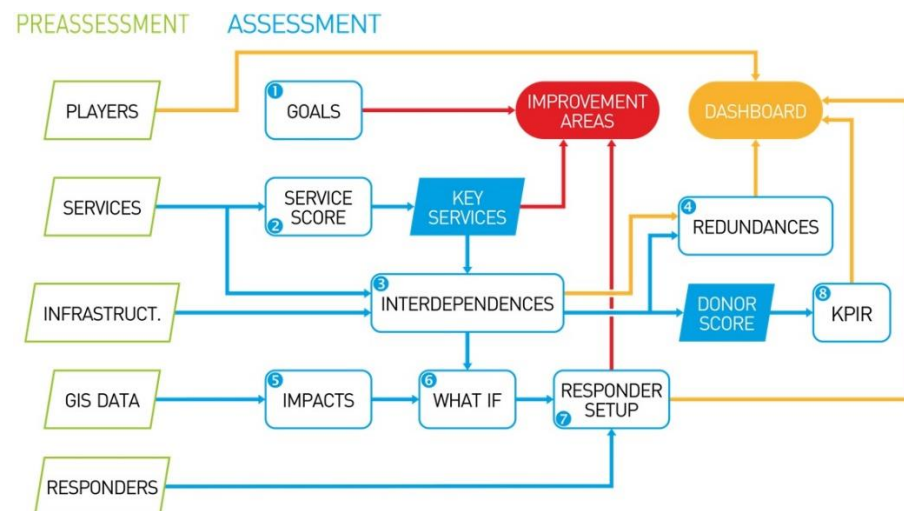 PREASSESSMENT ASSESSMENT
PLAYERS
1
GOALS
IMPROVEMENT
AREAS
DASHBOARD
SERVICES
SERVICE
SCORE
2
KEY
SERVICES
4
REDUNDANCES
INFRASTRUCT.
3
INTERDEPENDENCES
DONOR
SCORE
8
KPIR
GIS DATA
5
IMPACTS
6
WHAT IF
RESPONDER
SETUP
7
RESPONDERS